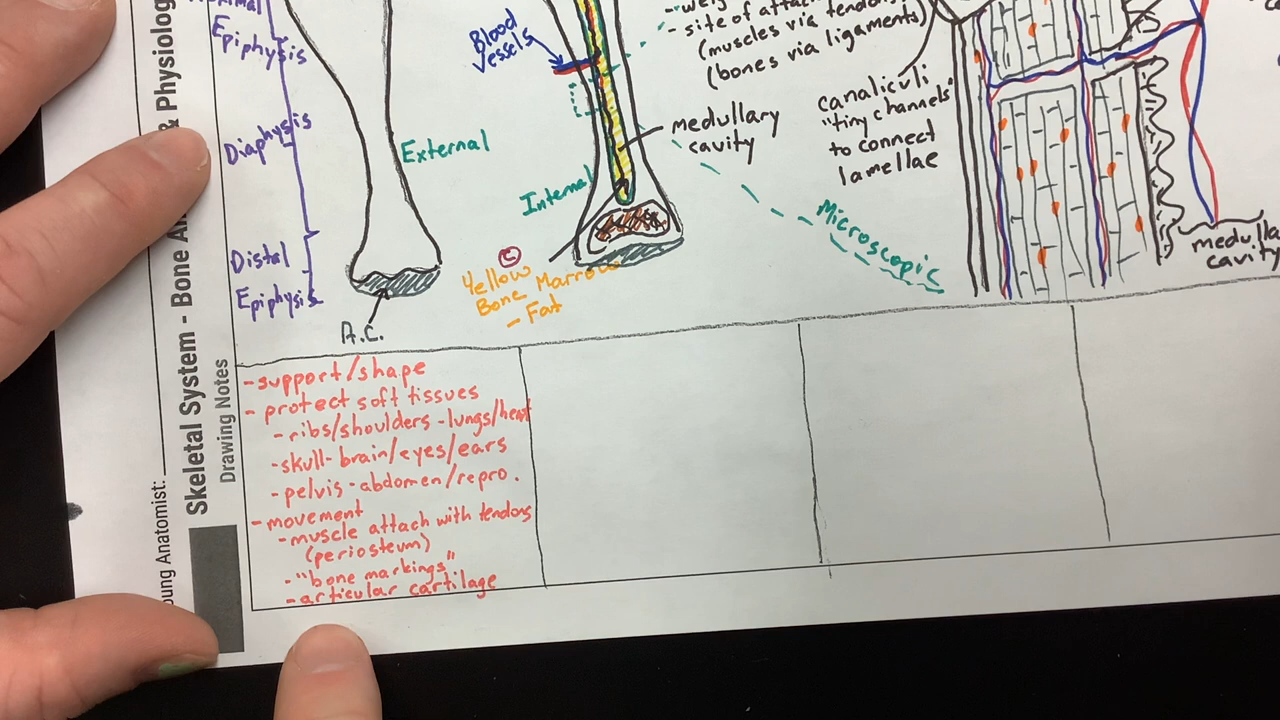 Young Anatomist:
Skeletal System - Bone
& Physiolog
Drawing Notes
Epiphysis
Diaphysis
Distal
Epiphysis
External
A.C.
Blood
Vessels
Internal
medullary
cavity
©
Yellow
Bone Marrow
- Fat
- site of attac
(muscles via tendons
(bones via ligaments)
canaliculi
"tiny channels"
to connect
lamellae
Microscopic
medulla
cavity
- support/shape
- protect soft tissues
- ribs/shoulders - lungs/heart
- skull - brain/eyes/ears
- pelvis - abdomen/repro.
- movement
- muscle attach with tendons
(periosteum)
- "bone markings"
- articular cartilage